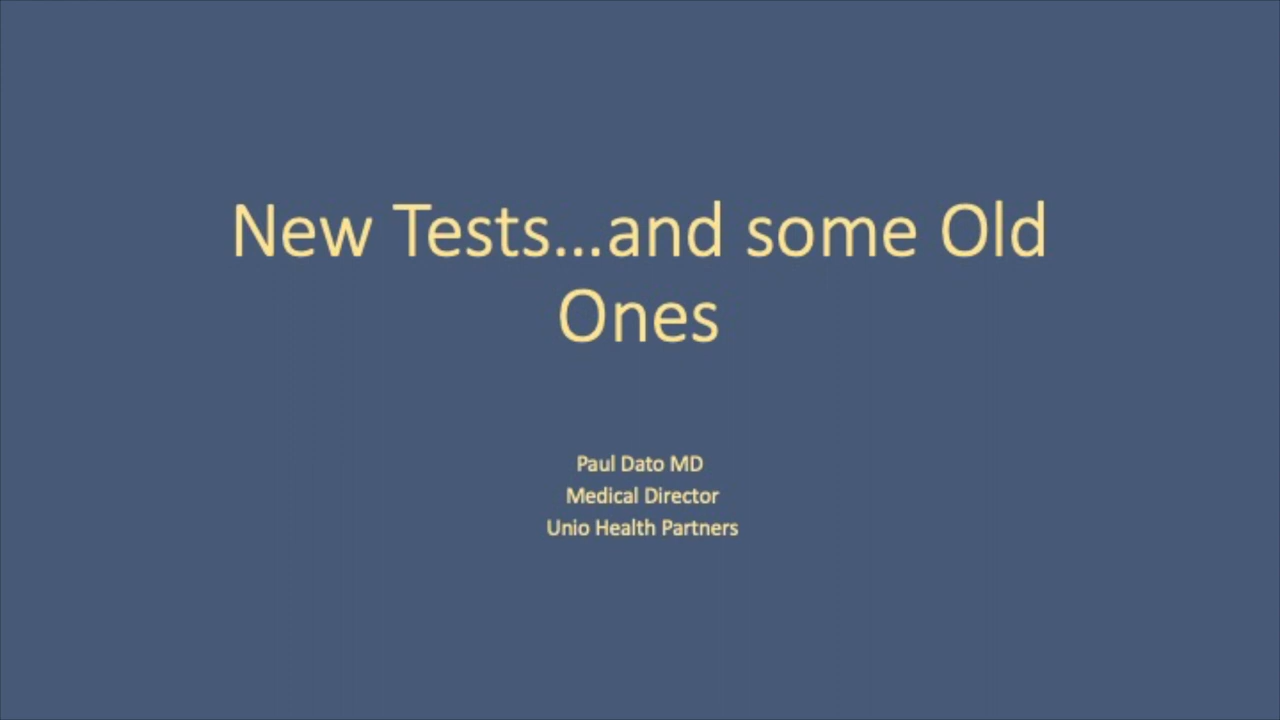 New Tests...and some Old
Ones
Paul Dato MD
Medical Director
Unio Health Partners